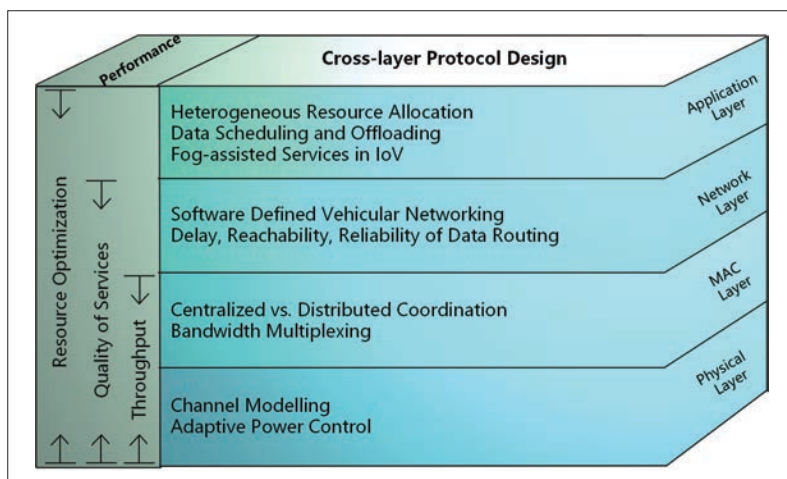 Performance
Cross-layer Protocol Design
Resource Optimization
Quality of Services
Throughput
Heterogeneous Resource Allocation
Data Scheduling and Offloading
Fog-assisted Services in IoV
Application
Layer
Software Defined Vehicular Networking
Delay, Reachability, Reliability of Data Routing
Network
Layer
Centralized vs. Distributed Coordination
Bandwidth Multiplexing
MAC
Layer
Channel Modelling
Adaptive Power Control
Physical
Layer